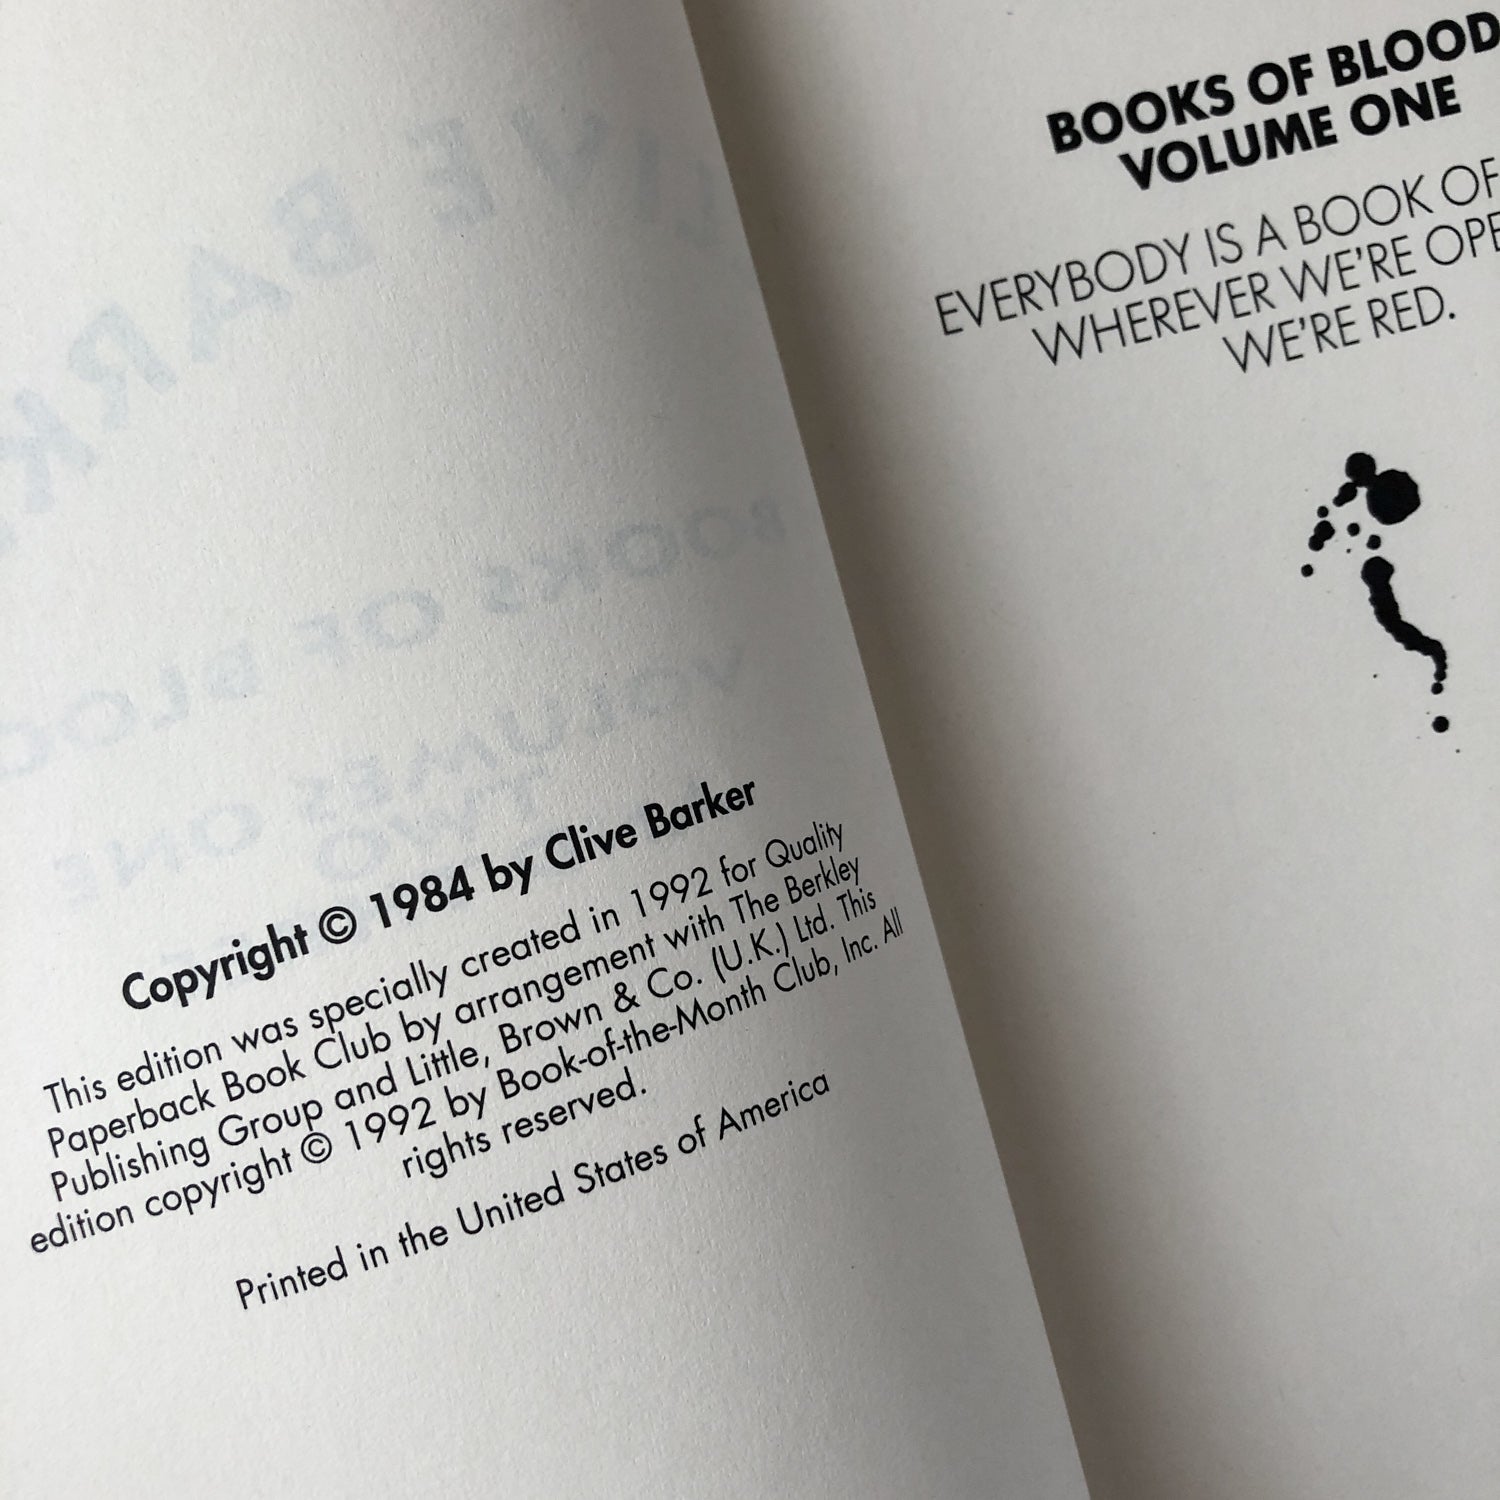 Copyright © 1984 by Clive Barker
This edition was specially created in 1992 for Quality
Paperback Book Club by arrangement with The Berkley
Publishing Group and Little, Brown & Co. (U.K.) Ltd. This
edition copyright © 1992 by Book-of-the-Month Club, Inc. All
rights reserved.
Printed in the United States of America
BOOKS OF BLOOD
VOLUME ONE
EVERYBODY IS A BOOK OF
WHEREVER WE'RE OPE
WE'RE RED.